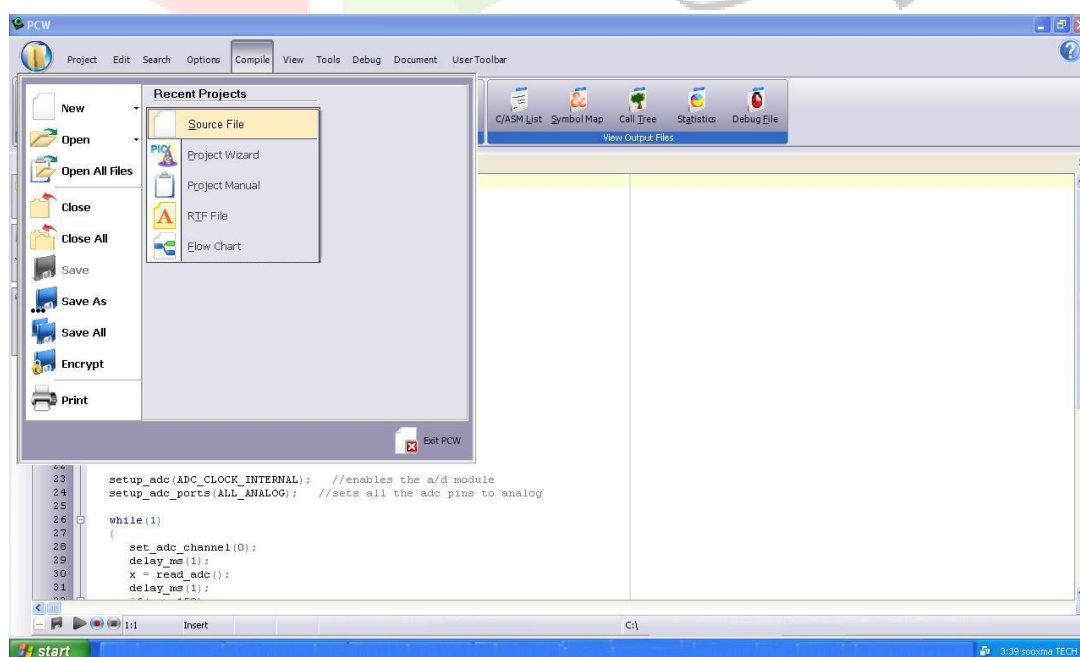 PCW
Project Edit Search Options Compile View Tools Debug Document User Toolbar
New
Open
Open All Files
Close
Close All
Save
Save As
Save All
Encrypt
Print
Recent Projects
Source File
Project Wizard
Project Manual
RTF File
Flow Chart
Exit PCW
C/ASM List Symbol Map Call Tree Statistics Debug File
View Output Files
23 setup_adc(ADC_CLOCK_INTERNAL); //enables the a/d module
24 setup_adc_ports(ALL_ANALOG); //sets all the adc pins to analog
25
26 while(1)
27 {
28 set_adc_channel(0);
29 delay_ms(1);
30 x = read_adc();
31 delay_ms(1);
1:1 Insert C:\
start 3:39 sooxma TECH